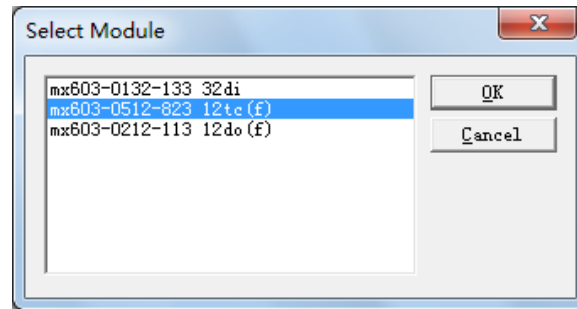 Select Module
mx603-0132-133 32di
OK
mx603-0512-823 12tc(f)
mx603-0212-113 12do(f)
Cancel